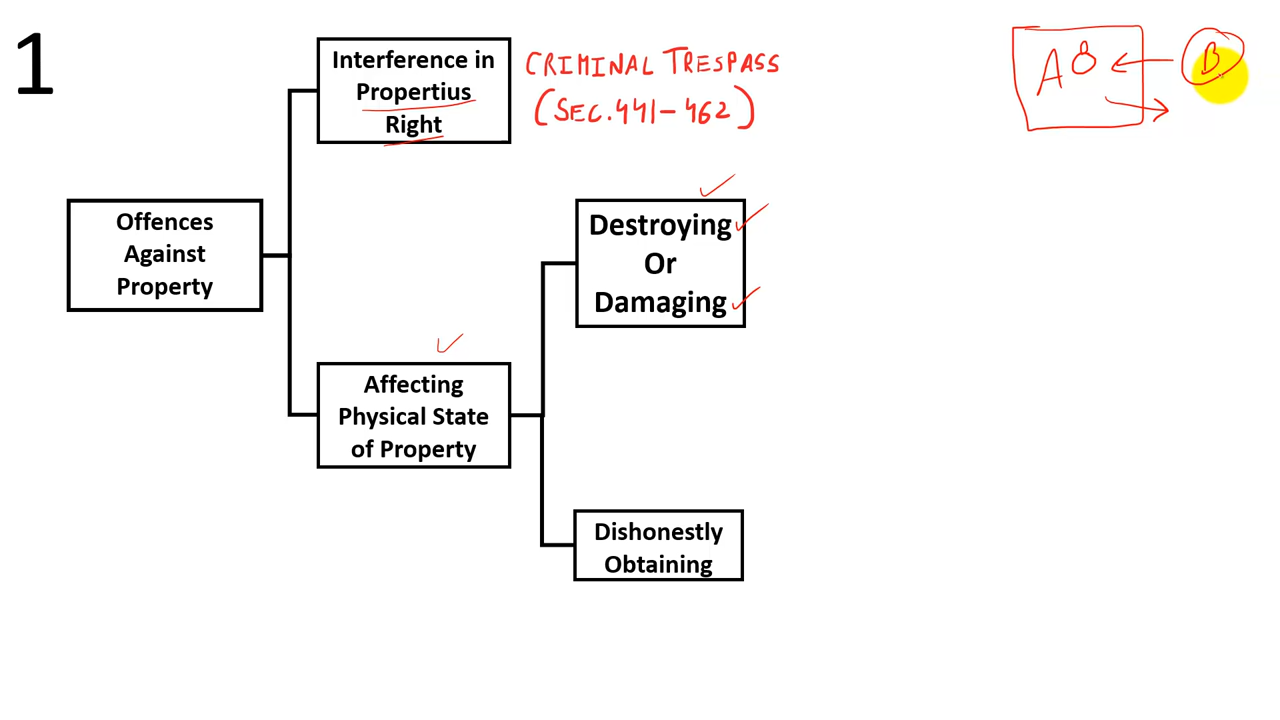 1
Interference in
Propertius
Right
CRIMINAL TRESPASS
(SEC. 441-462)
A
B
Offences
Against
Property
Destroying
Or
Damaging
Affecting
Physical State
of Property
Dishonestly
Obtaining